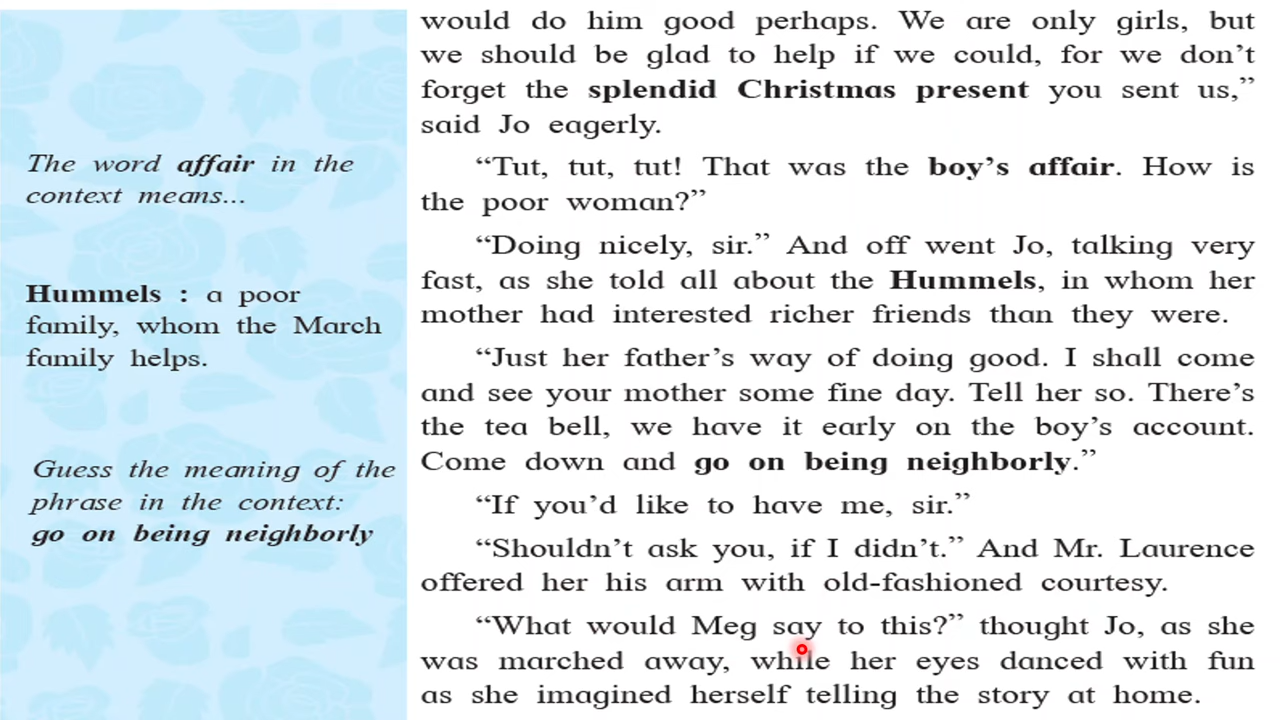 The word affair in the
context means...
Hummels : a poor
family, whom the March
family helps.
Guess the meaning of the
phrase in the context:
go on being neighborly
would do him good perhaps. We are only girls, but
we should be glad to help if we could, for we don’t
forget the splendid Christmas present you sent us,”
said Jo eagerly.
“Tut, tut, tut! That was the boy’s affair. How is
the poor woman?”
“Doing nicely, sir.” And off went Jo, talking very
fast, as she told all about the Hummels, in whom her
mother had interested richer friends than they were.
“Just her father’s way of doing good. I shall come
and see your mother some fine day. Tell her so. There’s
the tea bell, we have it early on the boy’s account.
Come down and go on being neighborly.”
“If you’d like to have me, sir.”
“Shouldn’t ask you, if I didn’t.” And Mr. Laurence
offered her his arm with old-fashioned courtesy.
“What would Meg say to this?” thought Jo, as she
was marched away, while her eyes danced with fun
as she imagined herself telling the story at home.